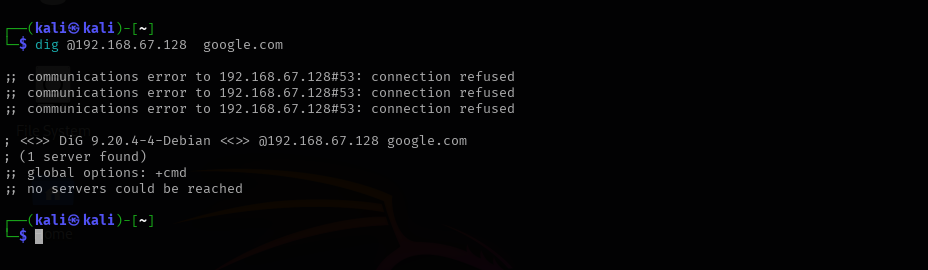 ┌──(kali㉿kali)-[~]
└─$ dig @192.168.67.128  google.com
;; communications error to 192.168.67.128#53: connection refused
;; communications error to 192.168.67.128#53: connection refused
;; communications error to 192.168.67.128#53: connection refused
; <<>> DiG 9.20.4-4-Debian <<>> @192.168.67.128 google.com
; (1 server found)
;; global options: +cmd
;; no servers could be reached
┌──(kali㉿kali)-[~]
└─$